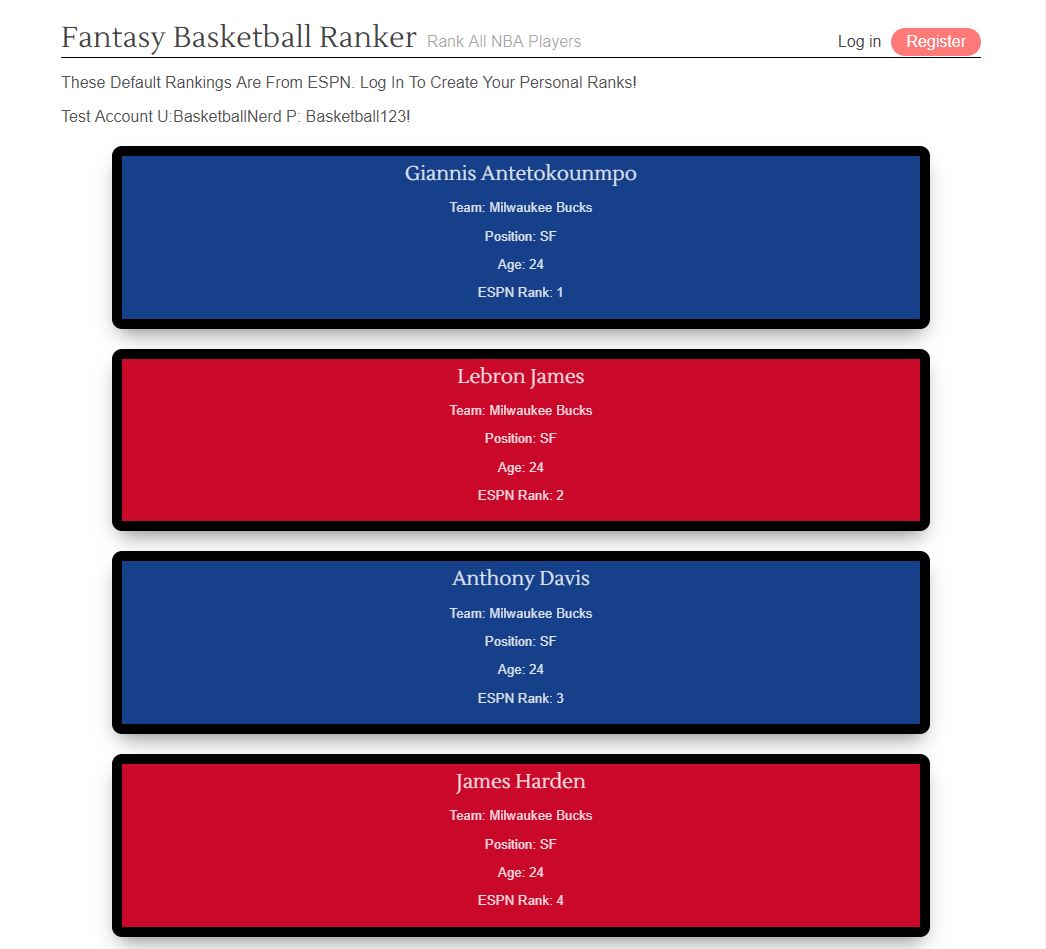 Fantasy Basketball Ranker Rank All NBA Players Log in Register
These Default Rankings Are From ESPN. Log In To Create Your Personal Ranks!
Test Account U:BasketballNerd P: Basketball123!
Giannis Antetokounmpo
Team: Milwaukee Bucks
Position: SF
Age: 24
ESPN Rank: 1
Lebron James
Team: Milwaukee Bucks
Position: SF
Age: 24
ESPN Rank: 2
Anthony Davis
Team: Milwaukee Bucks
Position: SF
Age: 24
ESPN Rank: 3
James Harden
Team: Milwaukee Bucks
Position: SF
Age: 24
ESPN Rank: 4